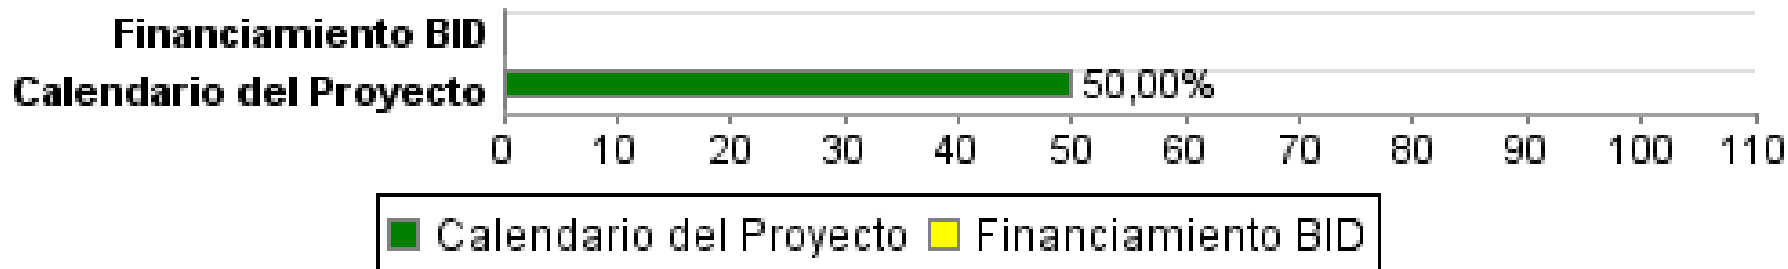 Financiamiento BID
Calendario del Proyecto 50,00%
0 10 20 30 40 50 60 70 80 90 100 110
Calendario del Proyecto Financiamiento BID